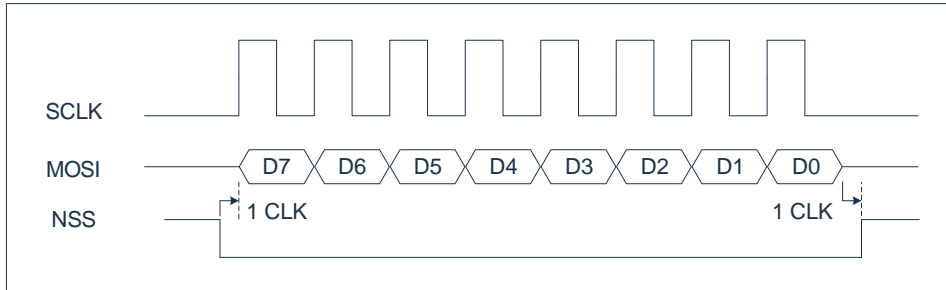 SCLK
MOSI D7 D6 D5 D4 D3 D2 D1 D0
NSS 1 CLK 1 CLK